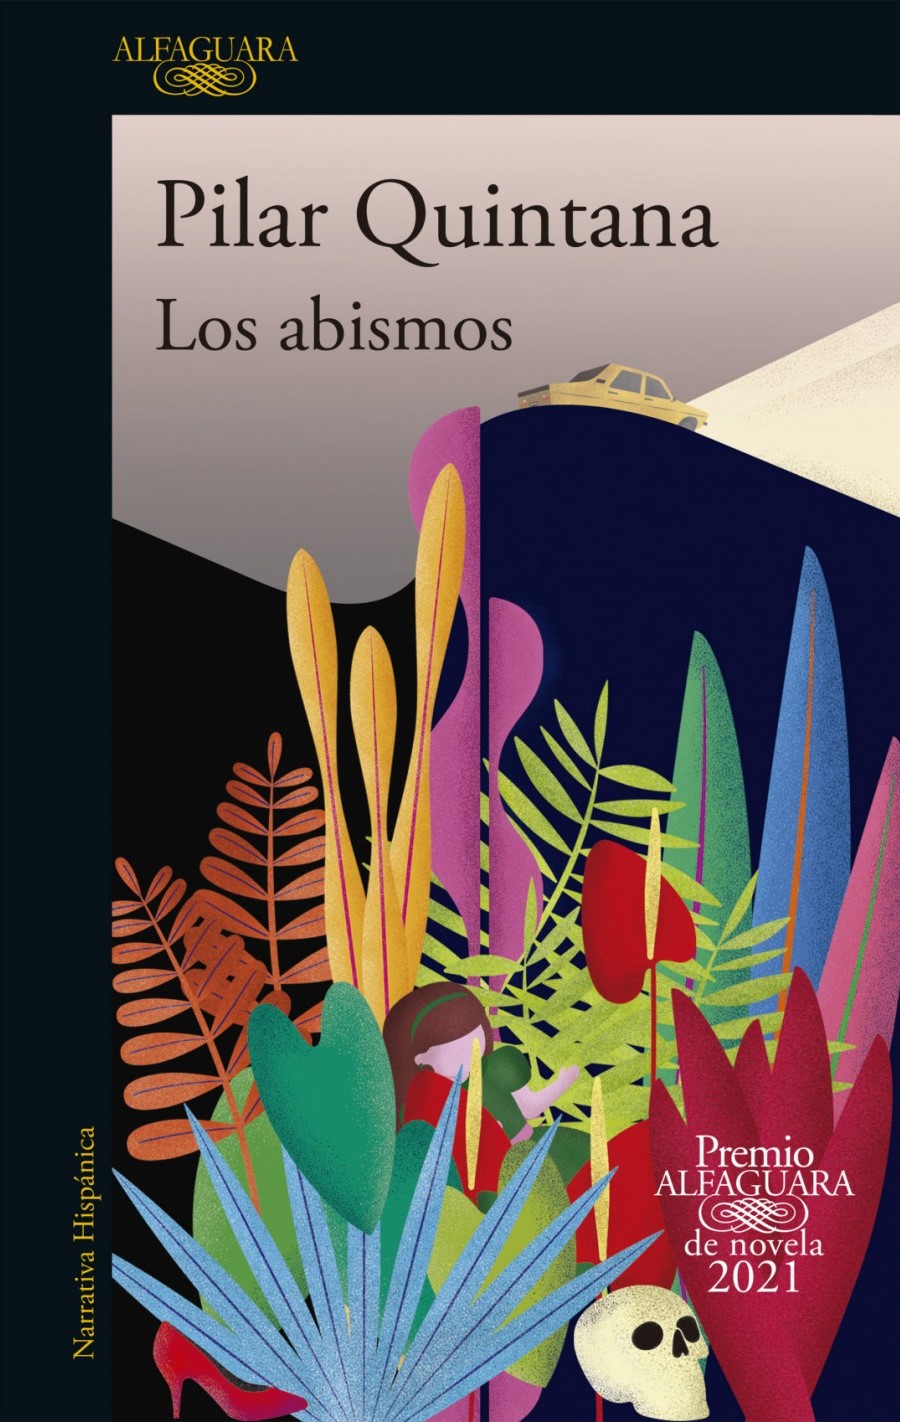 ALFAGUARA
Pilar Quintana
Los abismos
Narrativa Hispánica
Premio
ALFAGUARA
de novela
2021